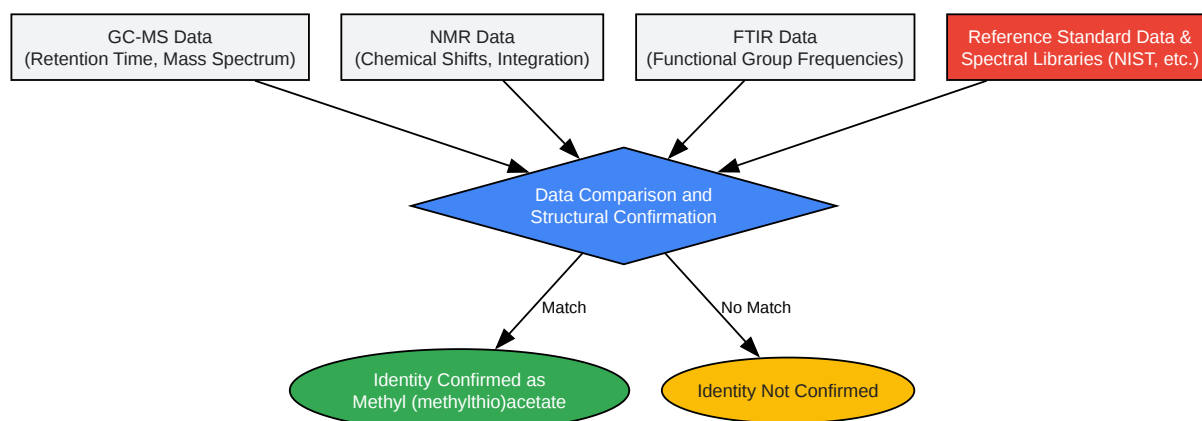 GC-MS Data
(Retention Time, Mass Spectrum)
NMR Data
(Chemical Shifts, Integration)
FTIR Data
(Functional Group Frequencies)
Reference Standard Data &
Spectral Libraries (NIST, etc.)
Data Comparison and
Structural Confirmation
Match
No Match
Identity Confirmed as
Methyl (methylthio)acetate
Identity Not Confirmed